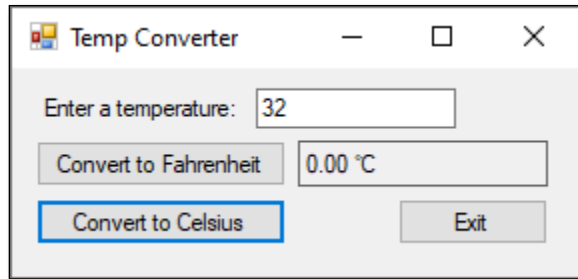 Temp Converter
Enter a temperature: 32
Convert to Fahrenheit 0.00 °C
Convert to Celsius Exit